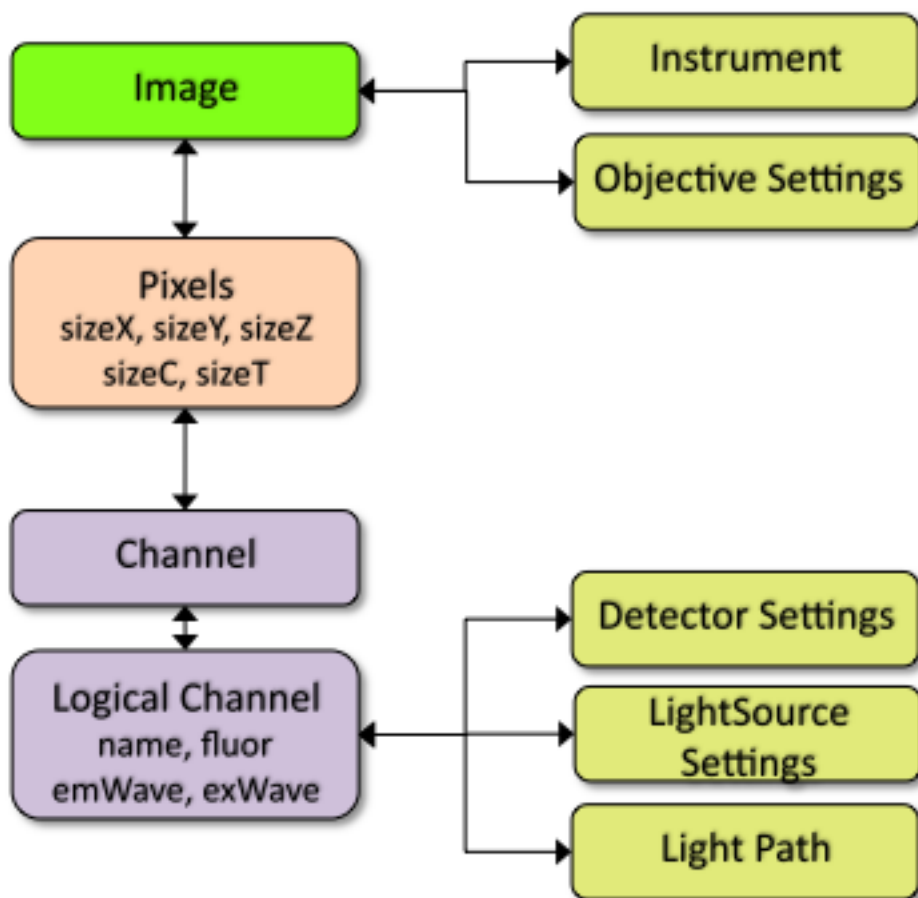 Image
Instrument
Objective Settings
Pixels
sizeX, sizeY, sizeZ
sizeC, sizeT
Channel
Logical Channel
name, fluor
emWave, exWave
Detector Settings
LightSource
Settings
Light Path